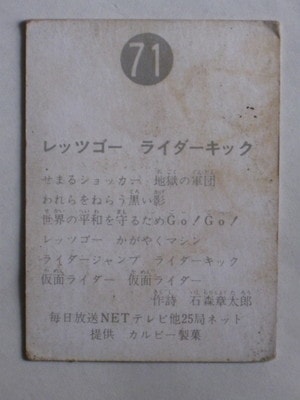 71
レッツゴー　ライダーキック
せまるショッカー　地獄の軍団
われらをねらう黒い影
世界の平和を守るためGo！Go！
レッツゴー　かがやくマシン
ライダージャンプ　ライダーキック
仮面ライダー　仮面ライダー
作詩　石森章太郎
毎日放送NETテレビ他25局ネット
提供　カルビー製菓